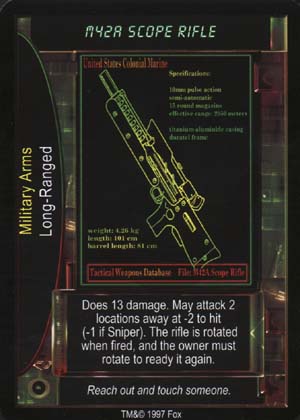 M42A SCOPE RIFLE
United States Colonial Marine
Specifications:
10mm pulse action
semi-automatic
15 round magazine
effective range 2950 meters
titanium aluminide casing
duratel frame
weight: 4.26 kg
length: 101 cm
barrel length: 81 cm
Tactical Weapons Database File: M42A Scope Rifle
Military Arms
Long-Ranged
Does 13 damage. May attack 2
locations away at -2 to hit
(-1 if Sniper). The rifle is rotated
when fired, and the owner must
rotate to ready it again.
Reach out and touch someone.
TM&© 1997 Fox